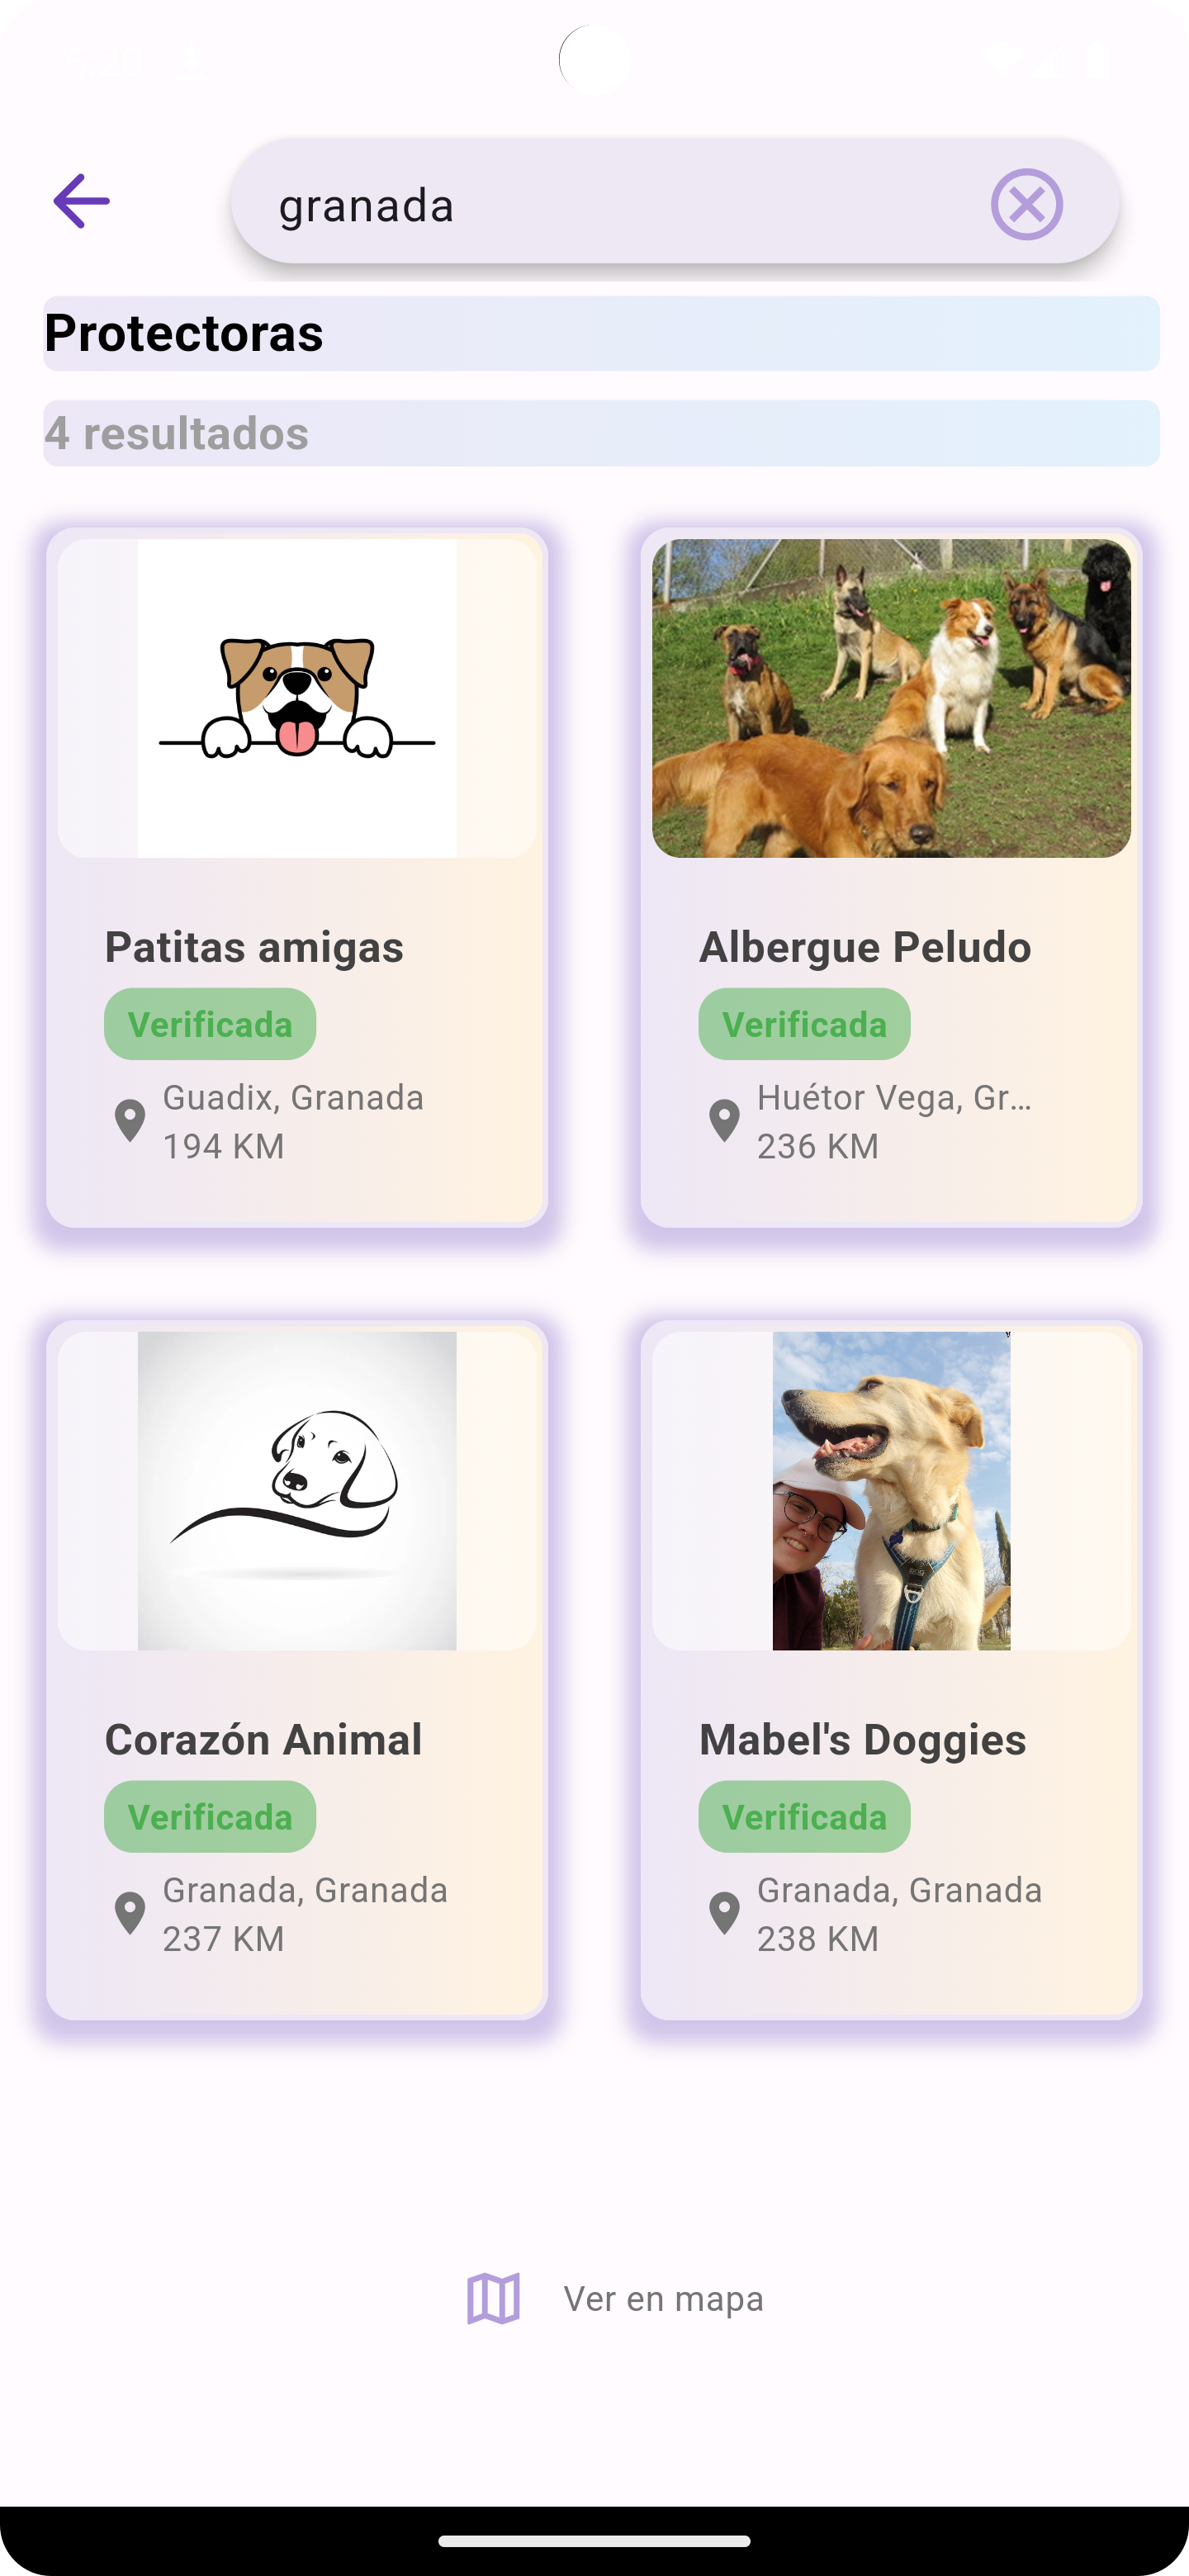 granada
Protectoras
4 resultados
Patitas amigas
Verificada
Guadix, Granada
194 KM
Albergue Peludo
Verificada
Huétor Vega, Gr…
236 KM
Corazón Animal
Verificada
Granada, Granada
237 KM
Mabel's Doggies
Verificada
Granada, Granada
238 KM
Ver en mapa